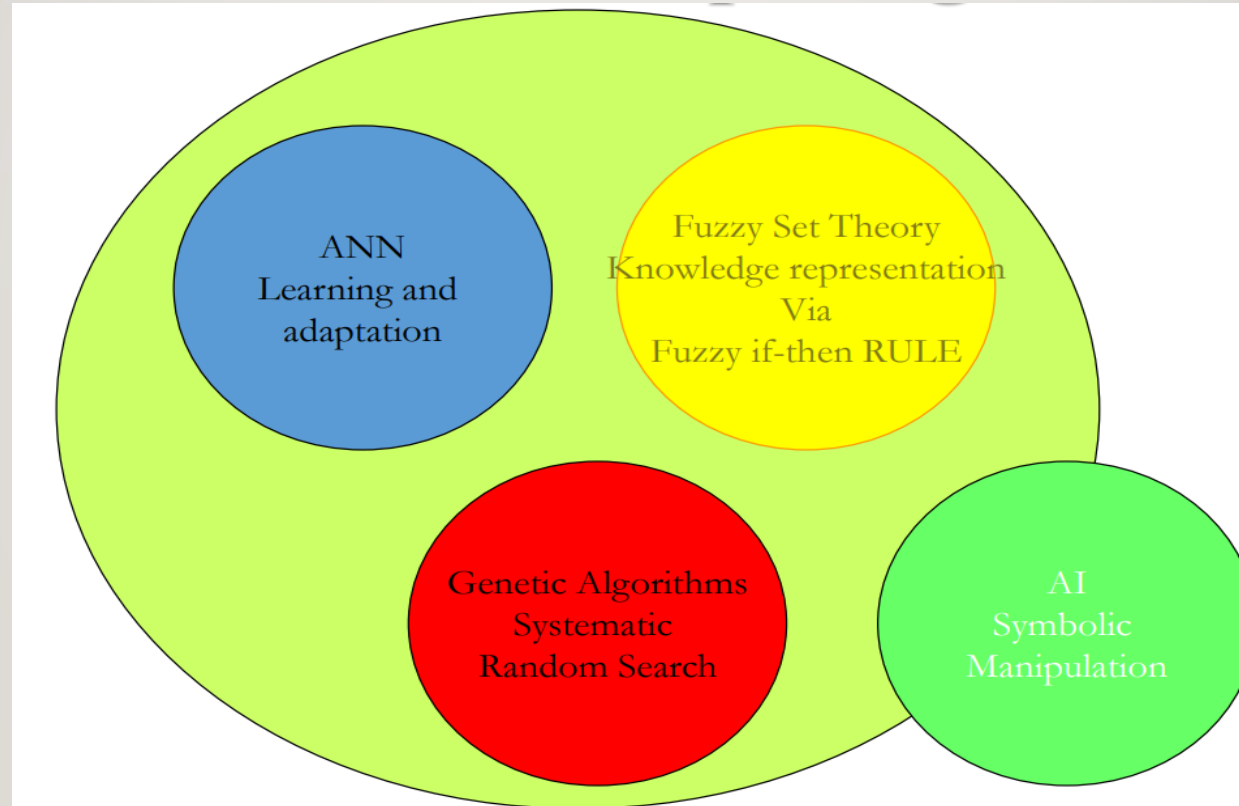 ANN
Learning and
adaptation
Fuzzy Set Theory
Knowledge representation
Via
Fuzzy if-then RULE
Genetic Algorithms
Systematic
Random Search
AI
Symbolic
Manipulation